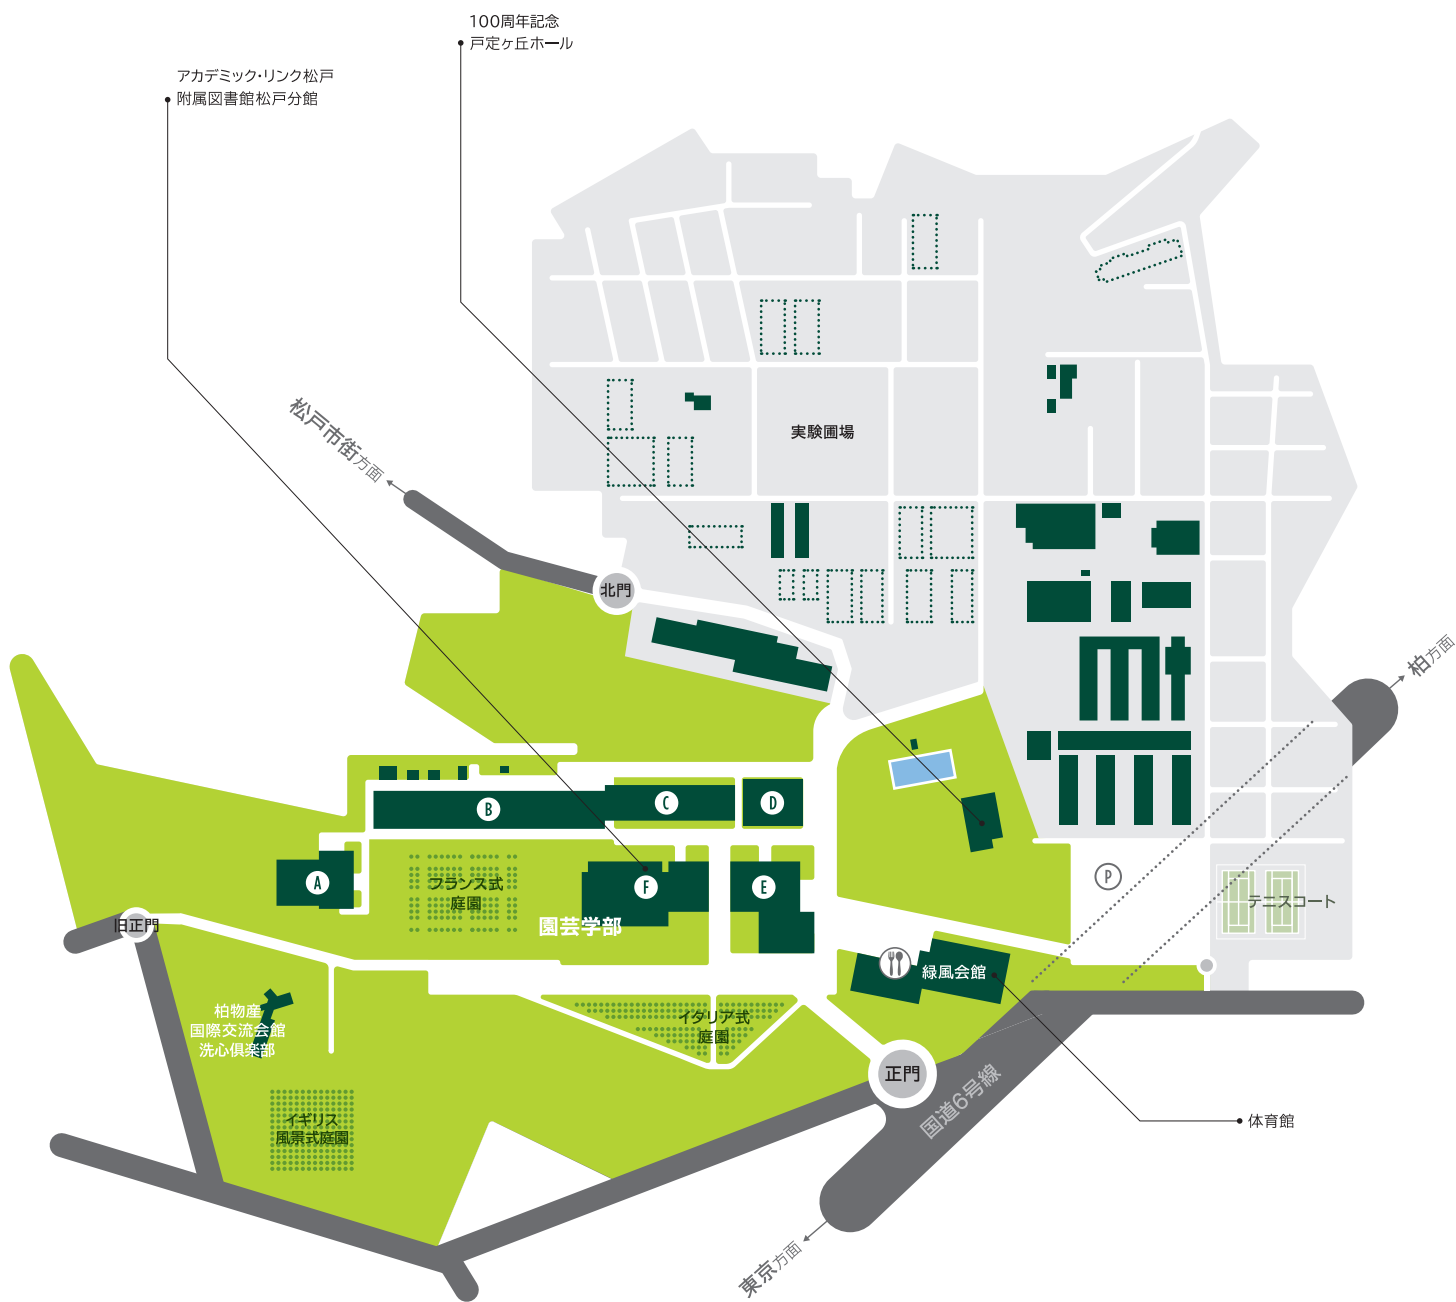 100周年記念
戸定ヶ丘ホール
アカデミック・リンク松戸
附属図書館松戸分館
松戸市街方面
実験圃場
北門
柏方面
B
C
D
A
F
E
P
フランス式
庭園
園芸学部
テニスコート
旧正門
緑風会館
柏物産
国際交流会館
洗心倶楽部
イタリア式
庭園
正門
国道6号線
体育館
イギリス
風景式庭園
東京方面